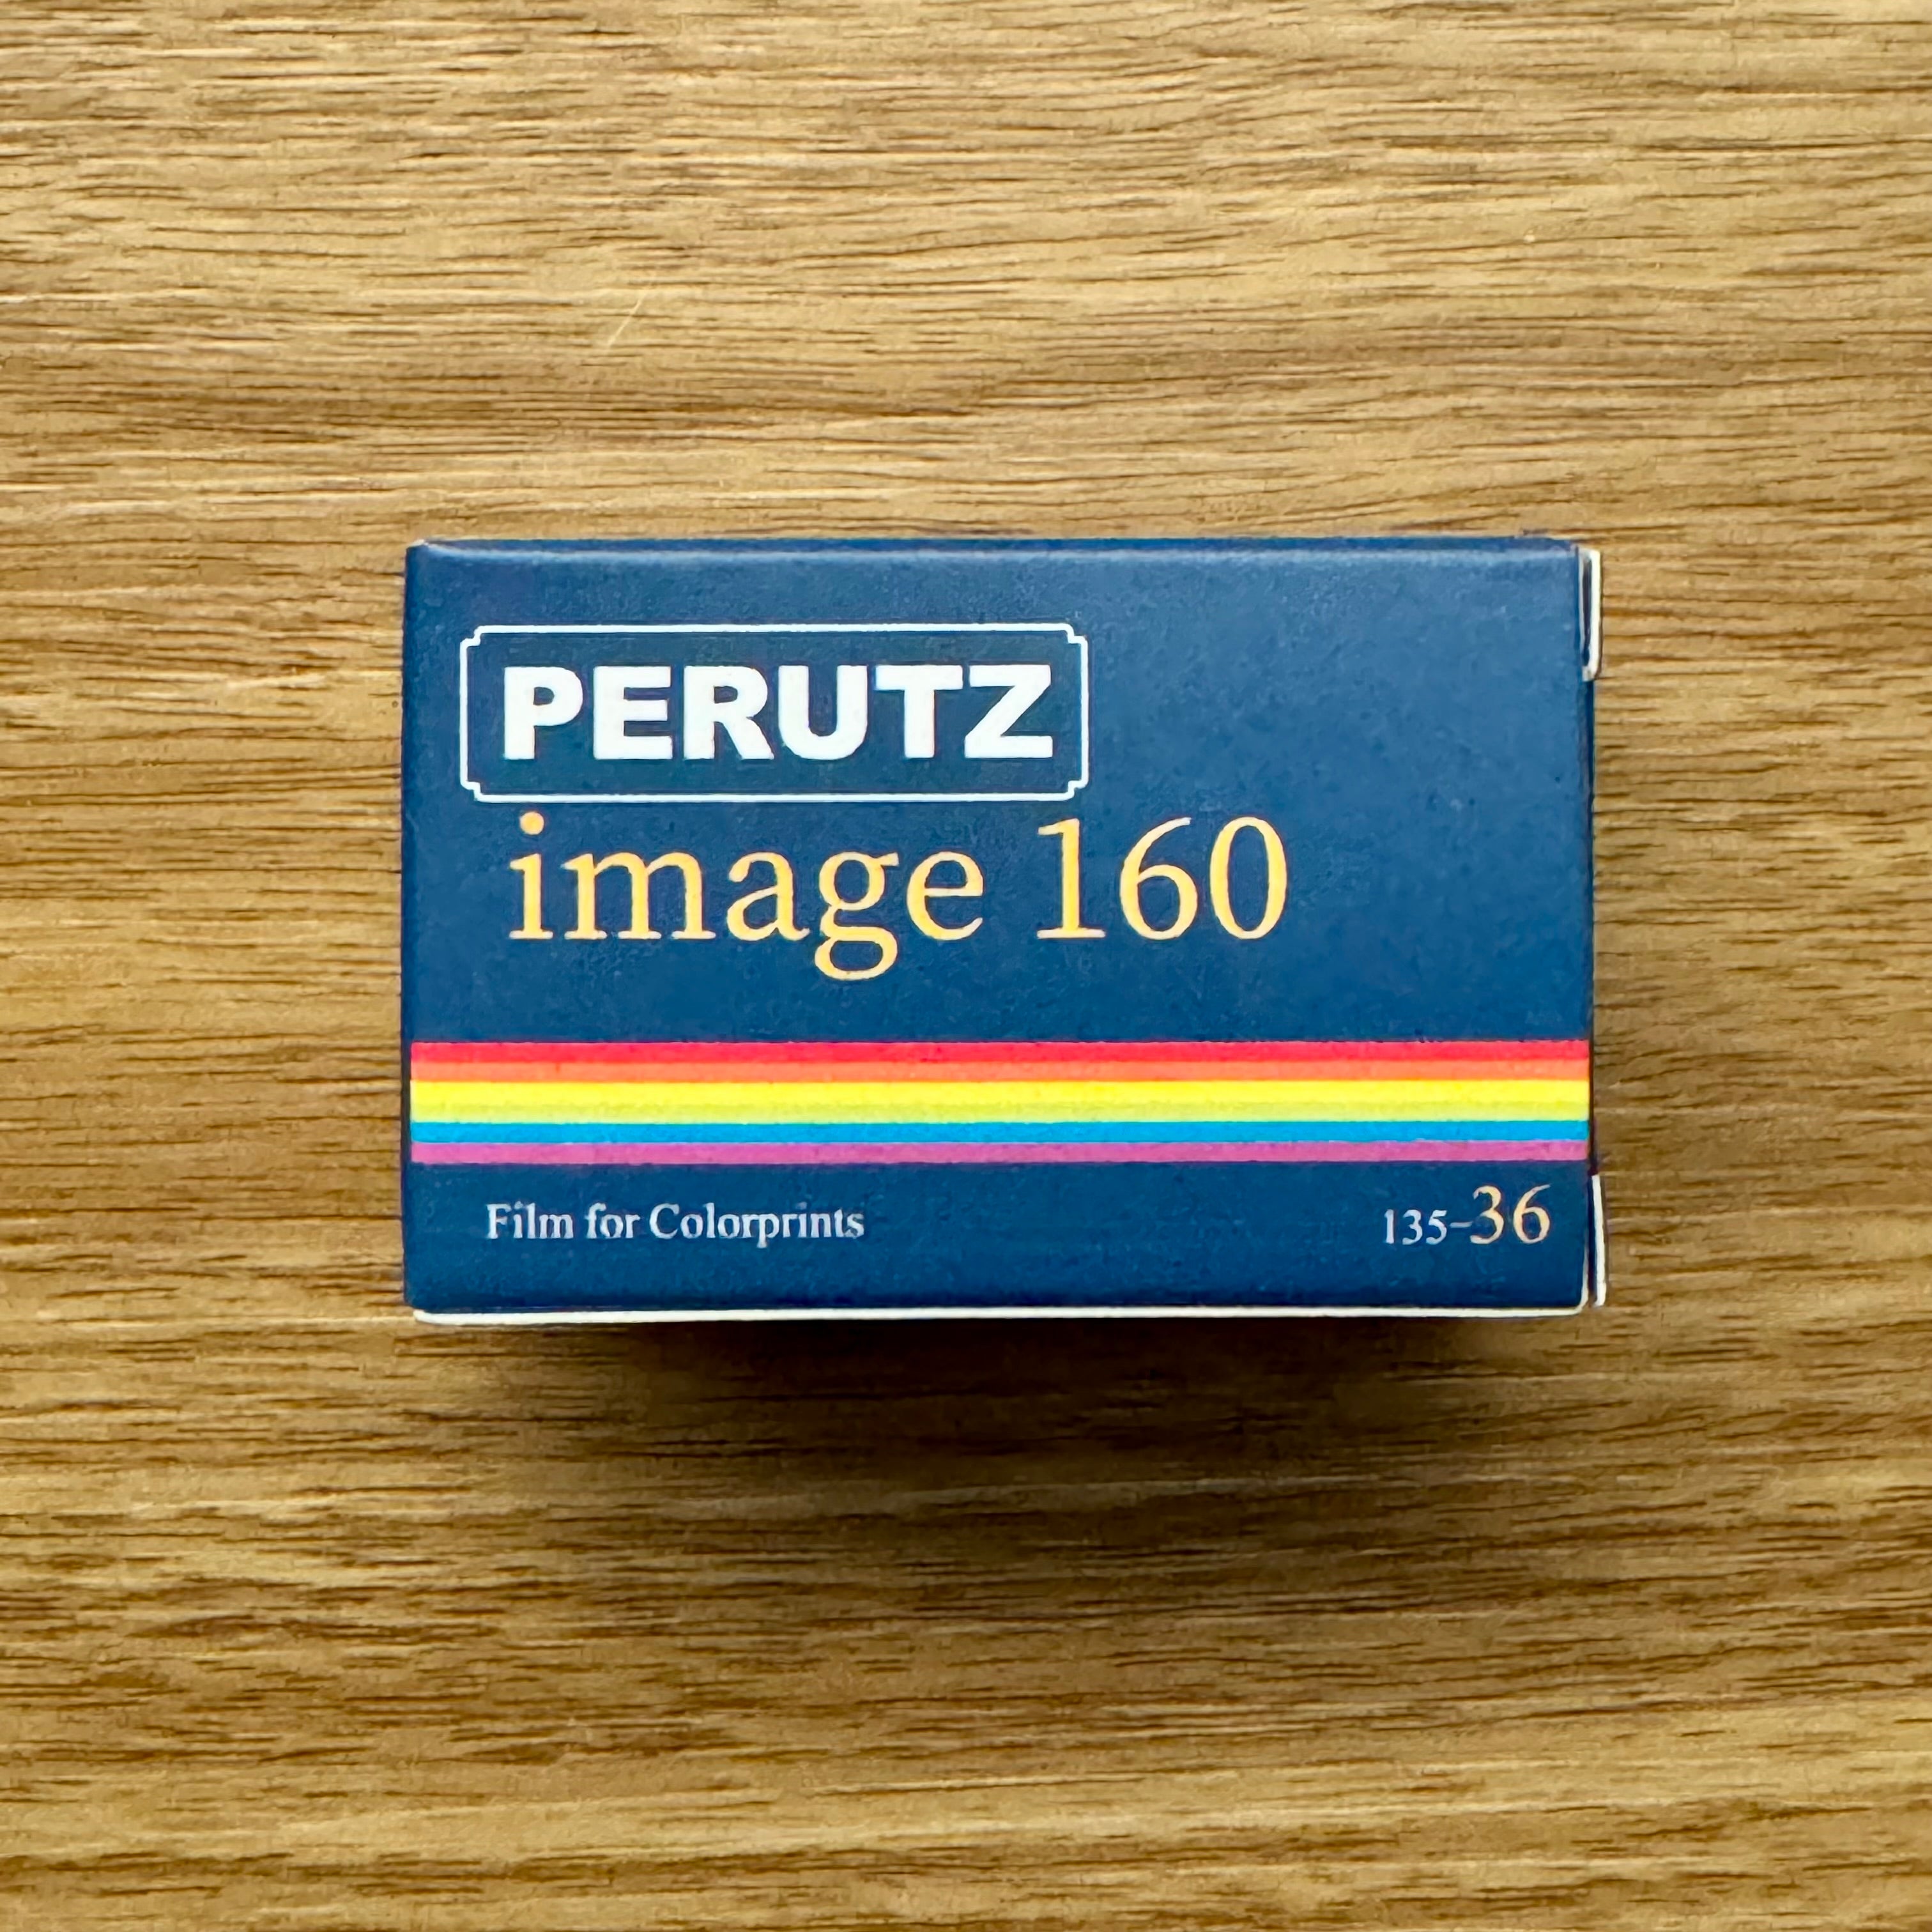 PERUTZ
image 160
Film for Colorprints
135-36